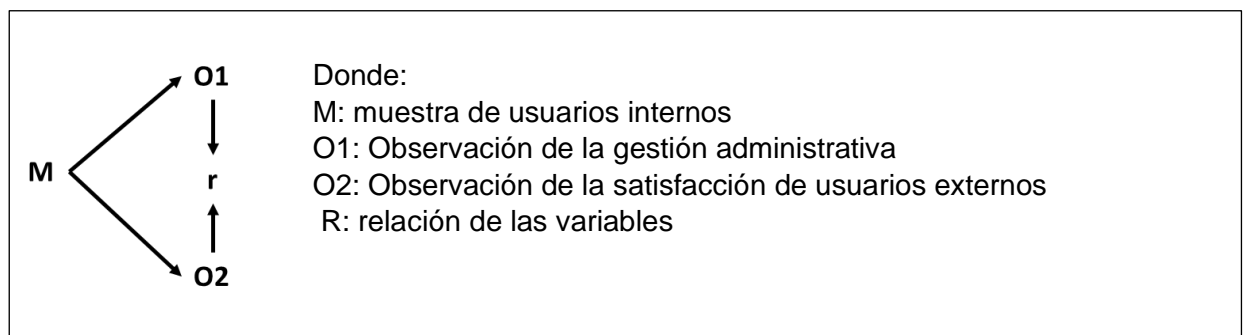 O1
M
r
O2
Donde:
M: muestra de usuarios internos
O1: Observación de la gestión administrativa
O2: Observación de la satisfacción de usuarios externos
R: relación de las variables